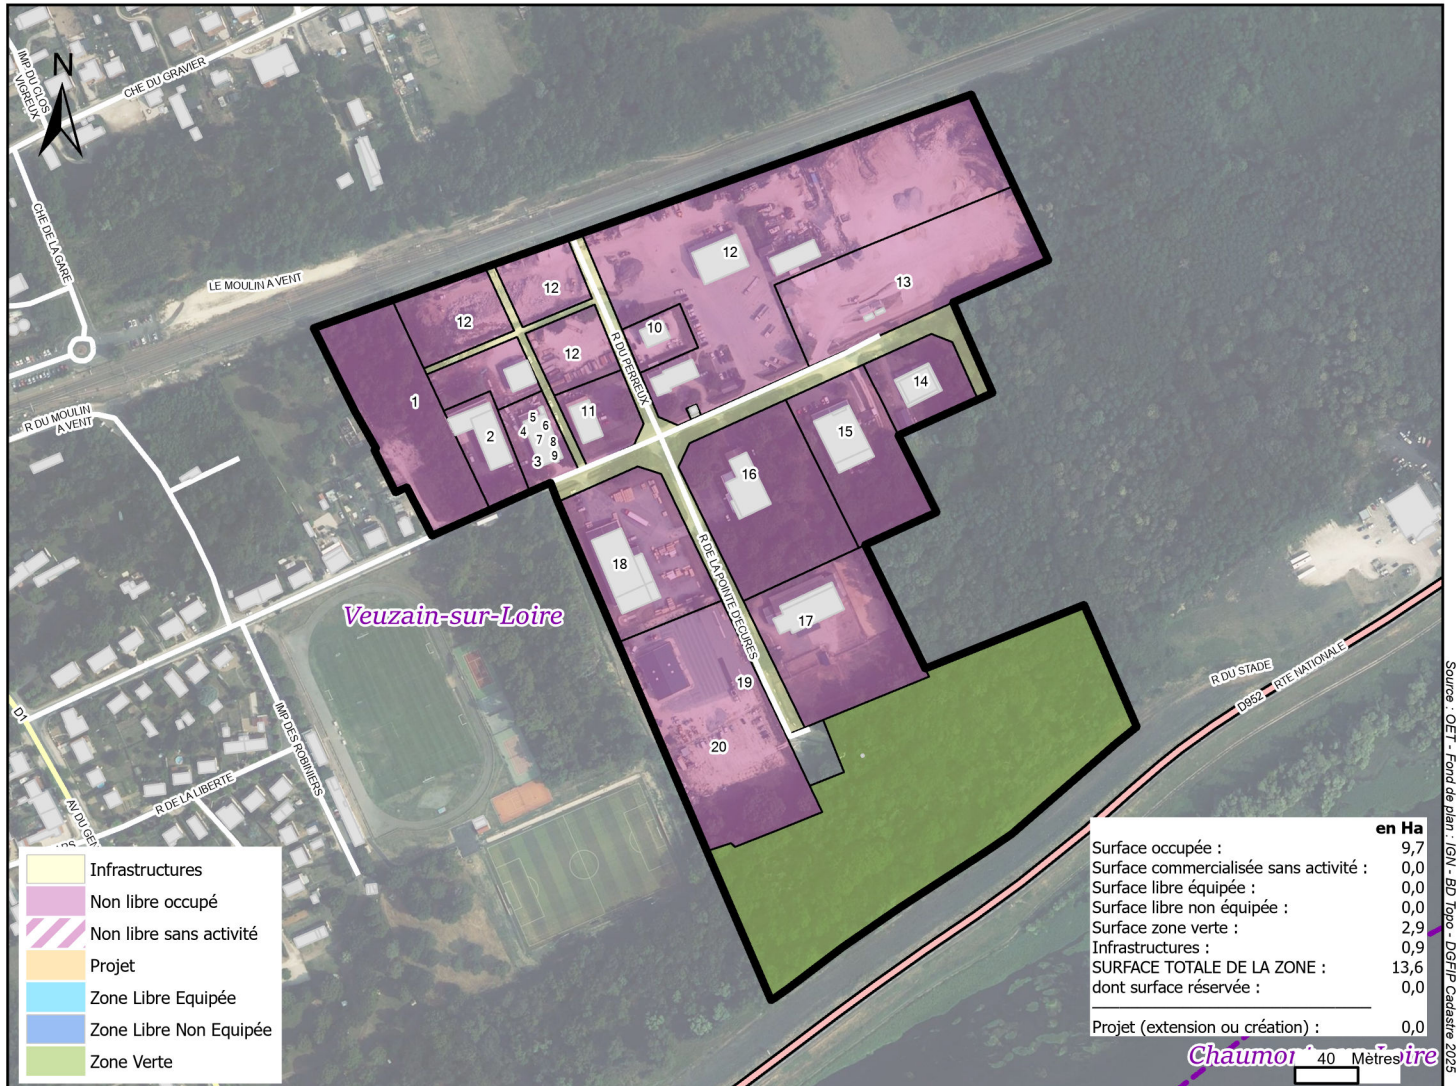 N
IMP DU CLOS
VIGREUX
CHE DU GRAVIER
CHE DE LA GARE
LE MOULIN A VENT
R DU MOULIN
A VENT
12
12
12
12
13
10
R DU PERREUX
1
2
3
4
5
6
7
8
9
11
14
15
16
17
18
19
20
R DE LA POINTE D'ECURES
Veuzain-sur-Loire
IMP DES ROBINIERS
R DE LA LIBERTE
D1
AV DU GEN
R DU STADE
D952 RTE NATIONALE
Infrastructures
Non libre occupé
Non libre sans activité
Projet
Zone Libre Equipée
Zone Libre Non Equipée
Zone Verte
en Ha
Surface occupée : 9,7
Surface commercialisée sans activité : 0,0
Surface libre équipée : 0,0
Surface libre non équipée : 0,0
Surface zone verte : 2,9
Infrastructures : 0,9
SURFACE TOTALE DE LA ZONE : 13,6
dont surface réservée : 0,0
Projet (extension ou création) : 0,0
40 Mètres
Source : OET - Fond de plan : IGN - BD Topo - DGFIP Cadastre 2025